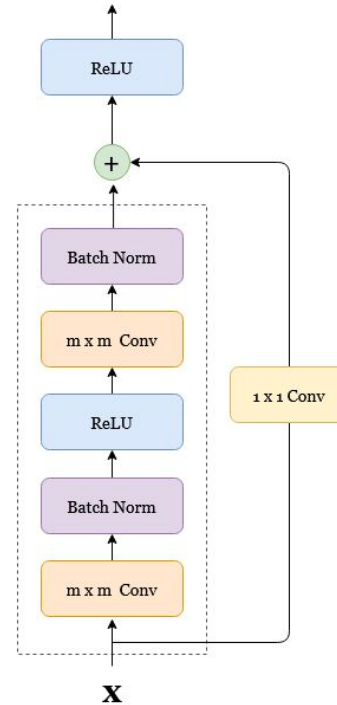 ReLU
+
Batch Norm
m x m Conv
ReLU
1 x 1 Conv
Batch Norm
m x m Conv
X